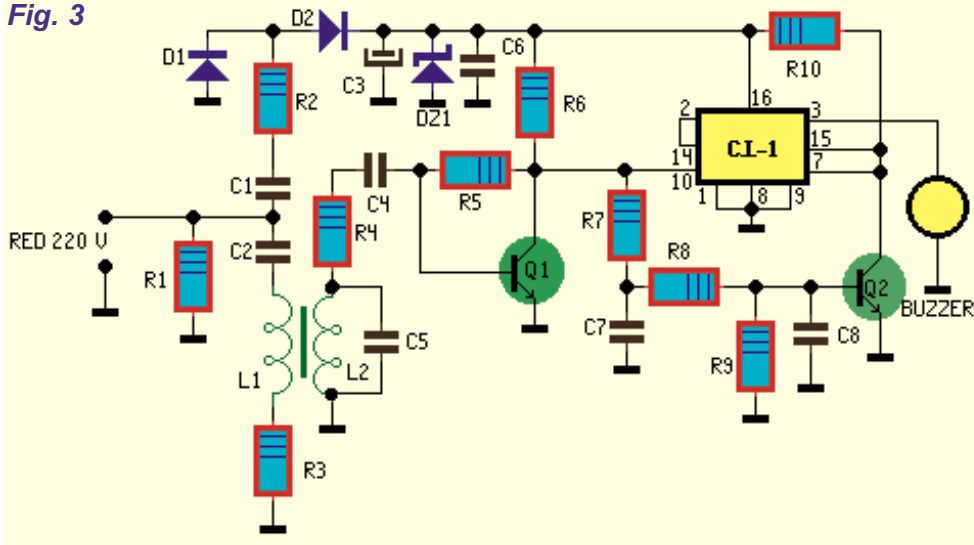 Fig. 3
D1
D2
R2
C3
DZ1
C6
R6
R10
16
2
14
10
C.I.-1
3
15
7
1
8
9
C1
C4
R5
R7
R4
RED 220 V
R1
C2
R8
Q1
Q2
BUZZER
L1
L2
C5
C7
R9
C8
R3